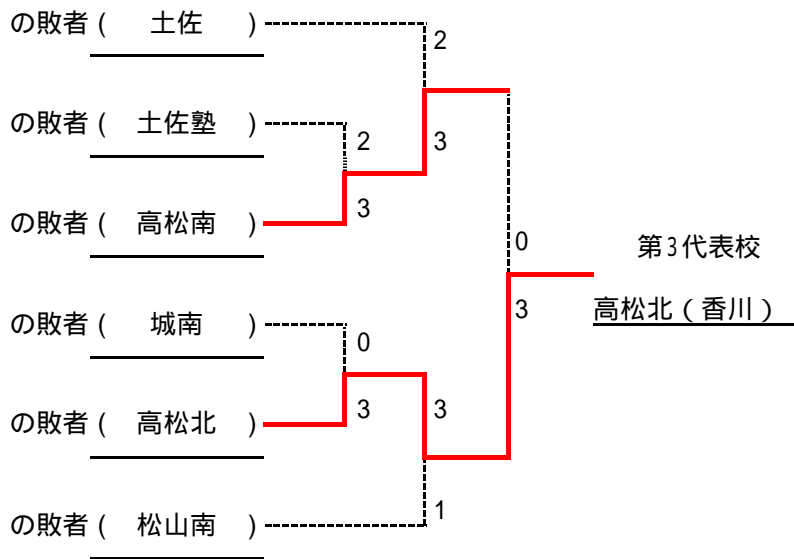 の敗者 ( 土佐 )
2
の敗者 ( 土佐塾 )
2
3
3
の敗者 ( 高松南 )
0
第3代表校
の敗者 ( 城南 )
0
3
高松北 ( 香川 )
の敗者 ( 高松北 )
3
3
の敗者 ( 松山南 )
1